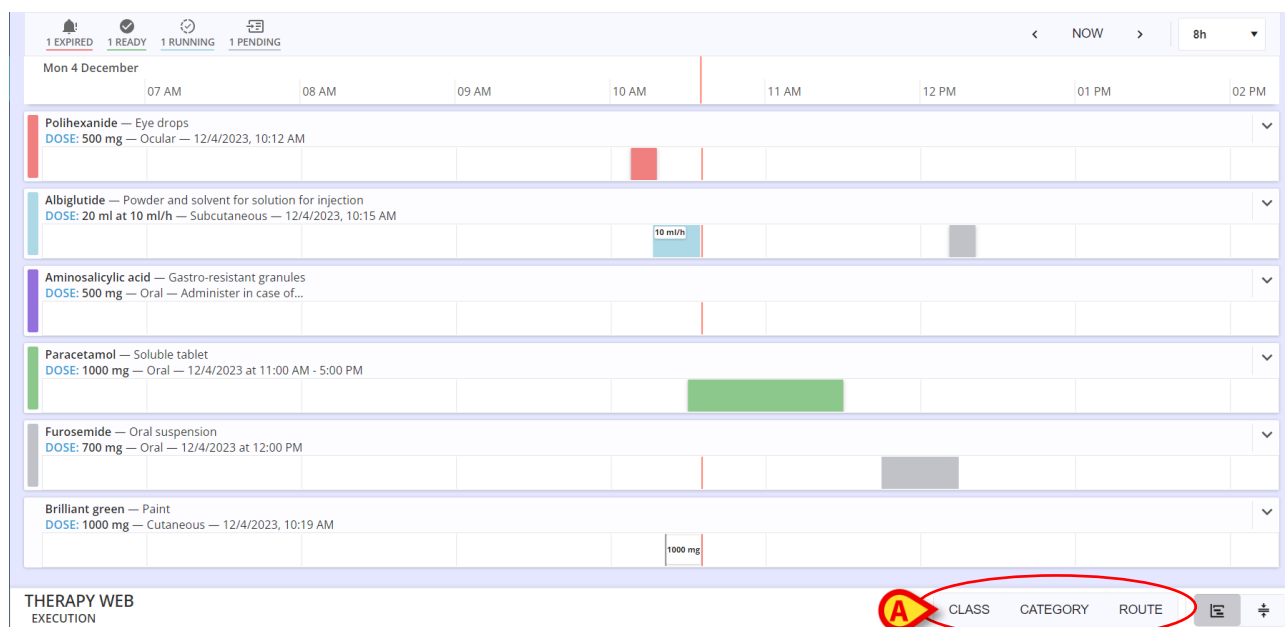 1 EXPIRED 1 READY 1 RUNNING 1 PENDING NOW 8h
Mon 4 December
07 AM 08 AM 09 AM 10 AM 11 AM 12 PM 01 PM 02 PM
Polihexanide — Eye drops
DOSE: 500 mg — Ocular — 12/4/2023, 10:12 AM
Albiglutide — Powder and solvent for solution for injection
DOSE: 20 ml at 10 ml/h — Subcutaneous — 12/4/2023, 10:15 AM
10 ml/h
Aminosalicylic acid — Gastro-resistant granules
DOSE: 500 mg — Oral — Administer in case of...
Paracetamol — Soluble tablet
DOSE: 1000 mg — Oral — 12/4/2023 at 11:00 AM - 5:00 PM
Furosemide — Oral suspension
DOSE: 700 mg — Oral — 12/4/2023 at 12:00 PM
Brilliant green — Paint
DOSE: 1000 mg — Cutaneous — 12/4/2023, 10:19 AM
1000 mg
THERAPY WEB
EXECUTION
A CLASS CATEGORY ROUTE